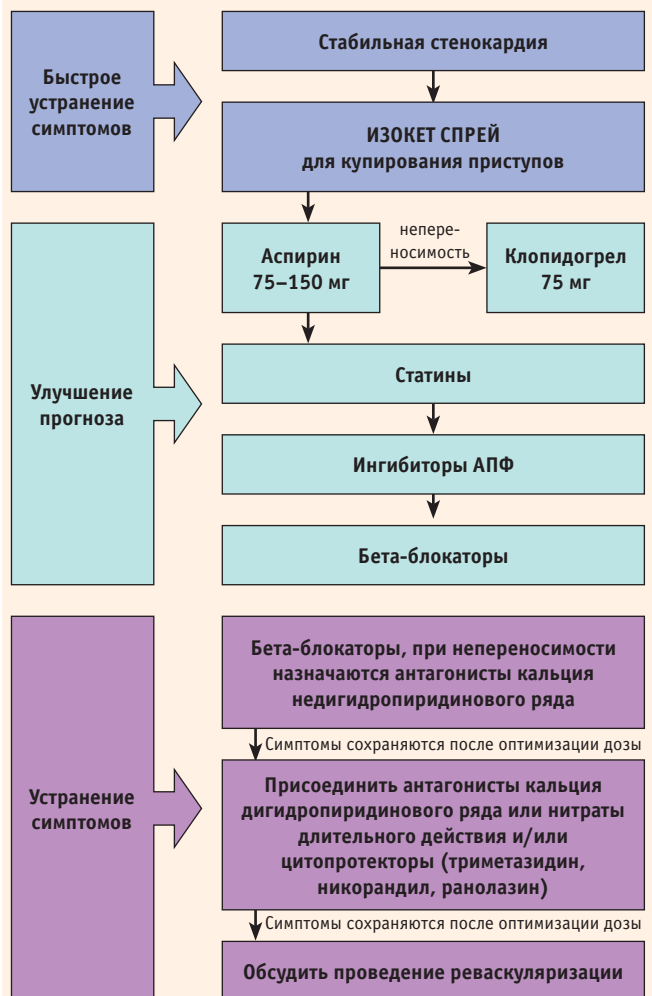 Быстрое
устранение
симптомов
Стабильная стенокардия
ИЗОКЕТ СПРЕЙ
для купирования приступов
Улучшение
прогноза
Аспирин
75–150 мг
непере-
носимость
Клопидогрел
75 мг
Статины
Ингибиторы АПФ
Бета-блокаторы
Устранение
симптомов
Бета-блокаторы, при непереносимости
назначаются антагонисты кальция
недигидропиридинового ряда
Симптомы сохраняются после оптимизации дозы
Присоединить антагонисты кальция
дигидропиридинового ряда или нитраты
длительного действия и/или
цитопротекторы (триметазидин,
никорандил, ранолазин)
Симптомы сохраняются после оптимизации дозы
Обсудить проведение реваскуляризации